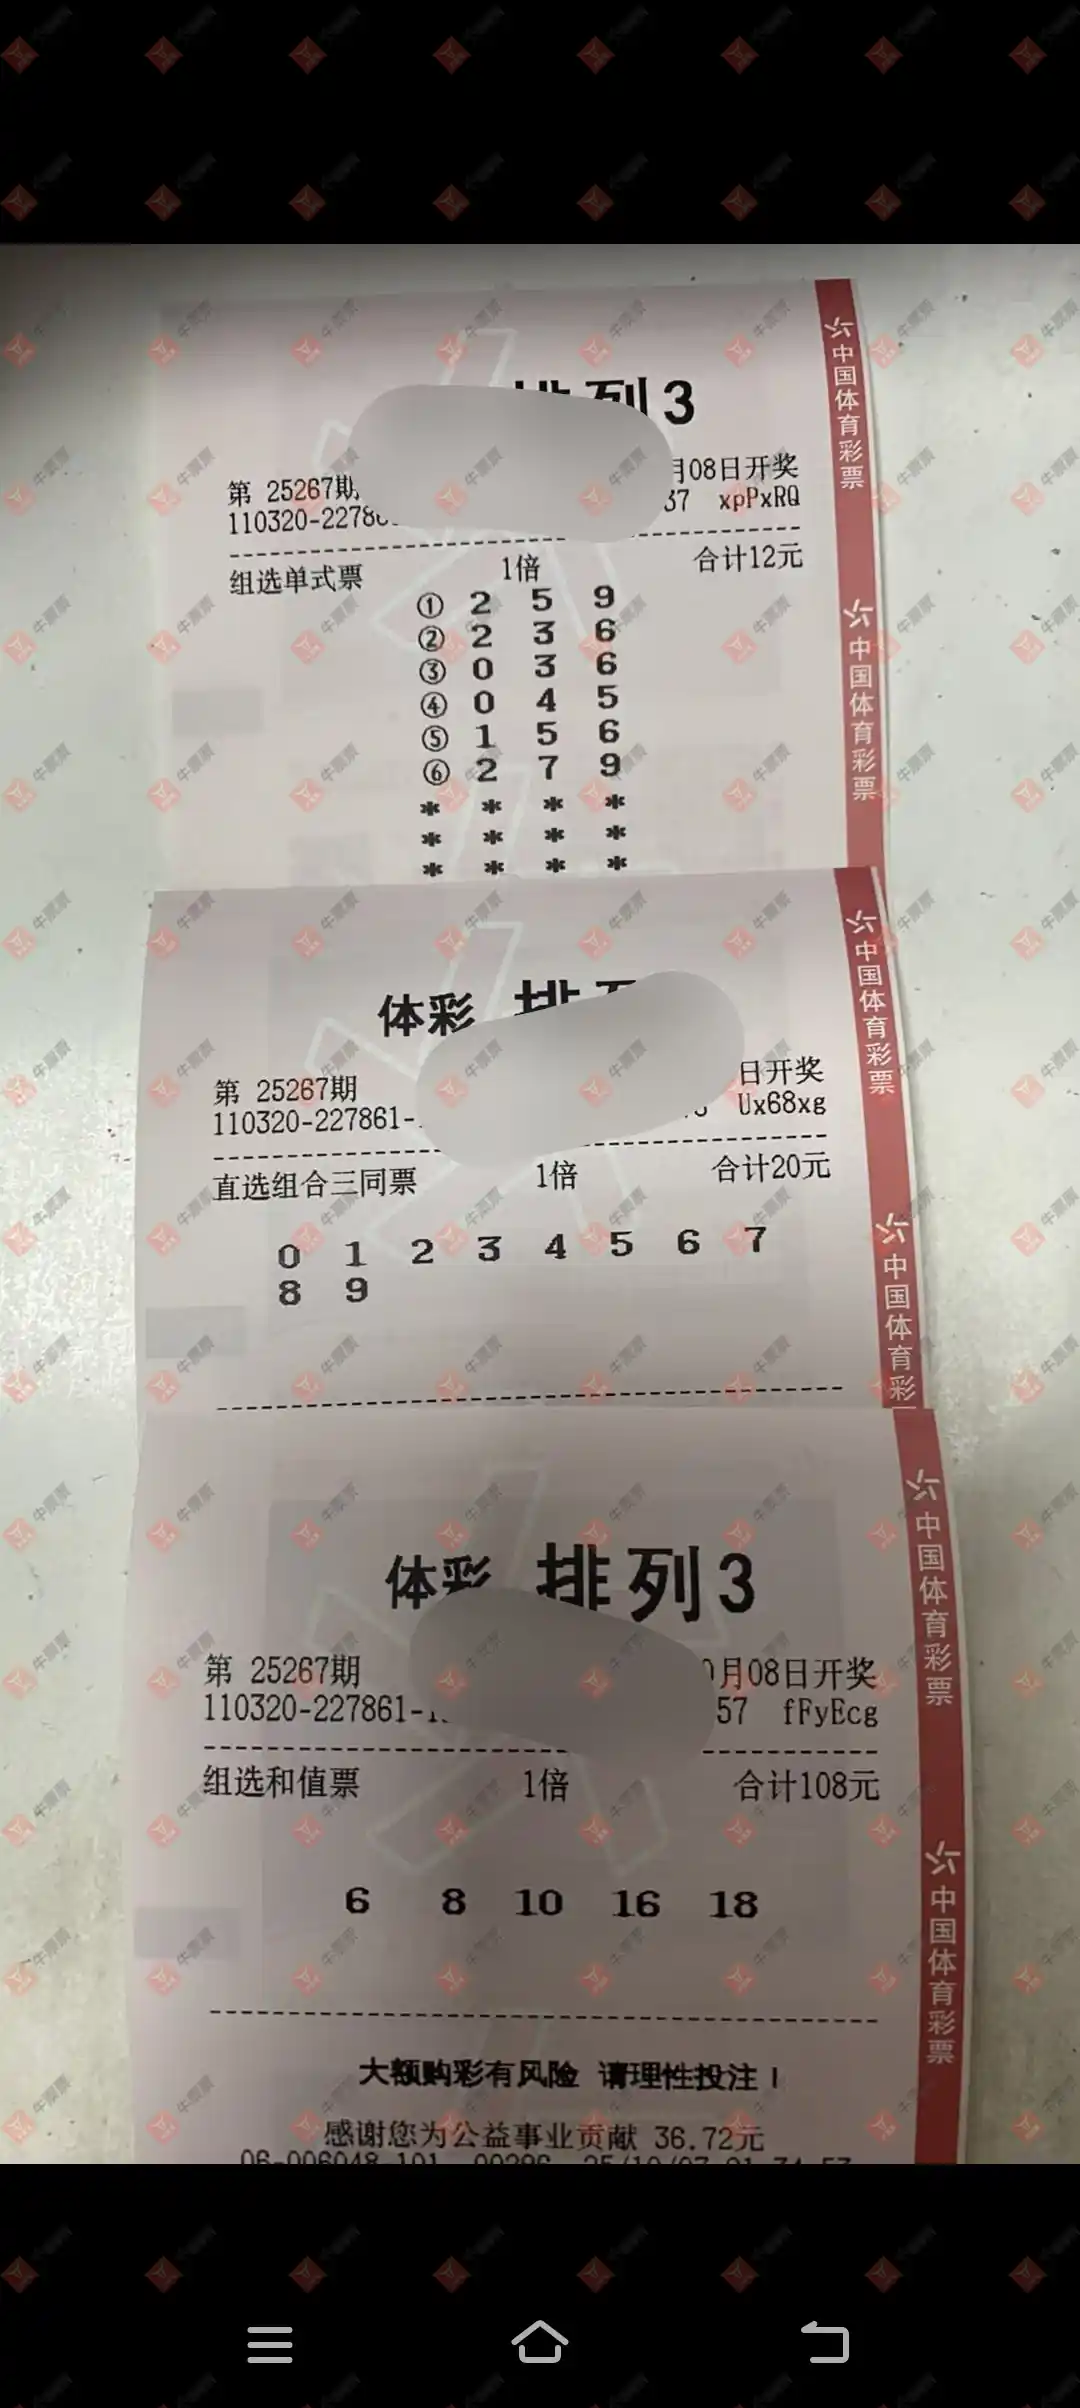 排列3
第 25267期
月08日开奖
110320-22786
37 xpPxRQ
组选单式票 1倍 合计12元
① 2 5 9
② 2 3 6
③ 0 3 6
④ 0 4 5
⑤ 1 5 6
⑥ 2 7 9
* * * *
* * * *
* * * *
中国体育彩票
中国体育彩票
体彩 排
第 25267期
日开奖
110320-227861-
Ux68xg
直选组合三同票 1倍 合计20元
0 1 2 3 4 5 6 7
8 9
中国体育彩票
中国体育彩
体彩 排列3
第 25267期
月08日开奖
110320-227861-
57 fFyEcg
组选和值票 1倍 合计108元
6 8 10 16 18
大额购彩有风险 请理性投注!
感谢您为公益事业贡献 36.72元
中国体育彩票
中国体育彩票
牛票票